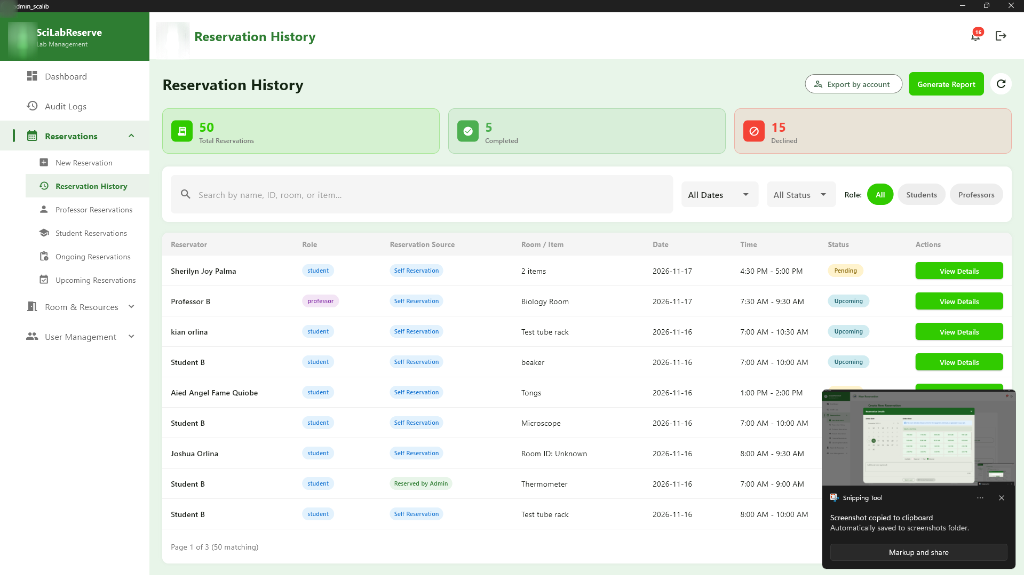 admin_scalib
SciLabReserve
Lab Management
Reservation History
16
Dashboard
Audit Logs
Reservations
New Reservation
Reservation History
Professor Reservations
Student Reservations
Ongoing Reservations
Upcoming Reservations
Room & Resources
User Management
Reservation History
Export by account
Generate Report
50
Total Reservations
5
Completed
15
Declined
Search by name, ID, room, or item...
All Dates
All Status
Role: All Students Professors
Reservator Role Reservation Source Room / Item Date Time Status Actions
Sherilyn Joy Palma student Self Reservation 2 items 2026-11-17 4:30 PM - 5:00 PM Pending View Details
Professor B professor Self Reservation Biology Room 2026-11-17 7:30 AM - 9:30 AM Upcoming View Details
kian orlina student Self Reservation Test tube rack 2026-11-16 7:00 AM - 10:30 AM Upcoming View Details
Student B student Self Reservation beaker 2026-11-16 7:00 AM - 10:00 AM Upcoming View Details
Aied Angel Fame Quiobe student Self Reservation Tongs 2026-11-16 1:00 PM - 2:00 PM
Student B student Self Reservation Microscope 2026-11-16 7:00 AM - 10:00 AM
Joshua Orlina student Self Reservation Room ID: Unknown 2026-11-16 8:00 AM - 9:30 AM
Student B student Reserved by Admin Thermometer 2026-11-16 7:00 AM - 9:00 AM
Student B student Self Reservation Test tube rack 2026-11-16 8:00 AM - 10:00 AM
Page 1 of 3 (50 matching)
Snipping Tool
Screenshot copied to clipboard
Automatically saved to screenshots folder.
Markup and share